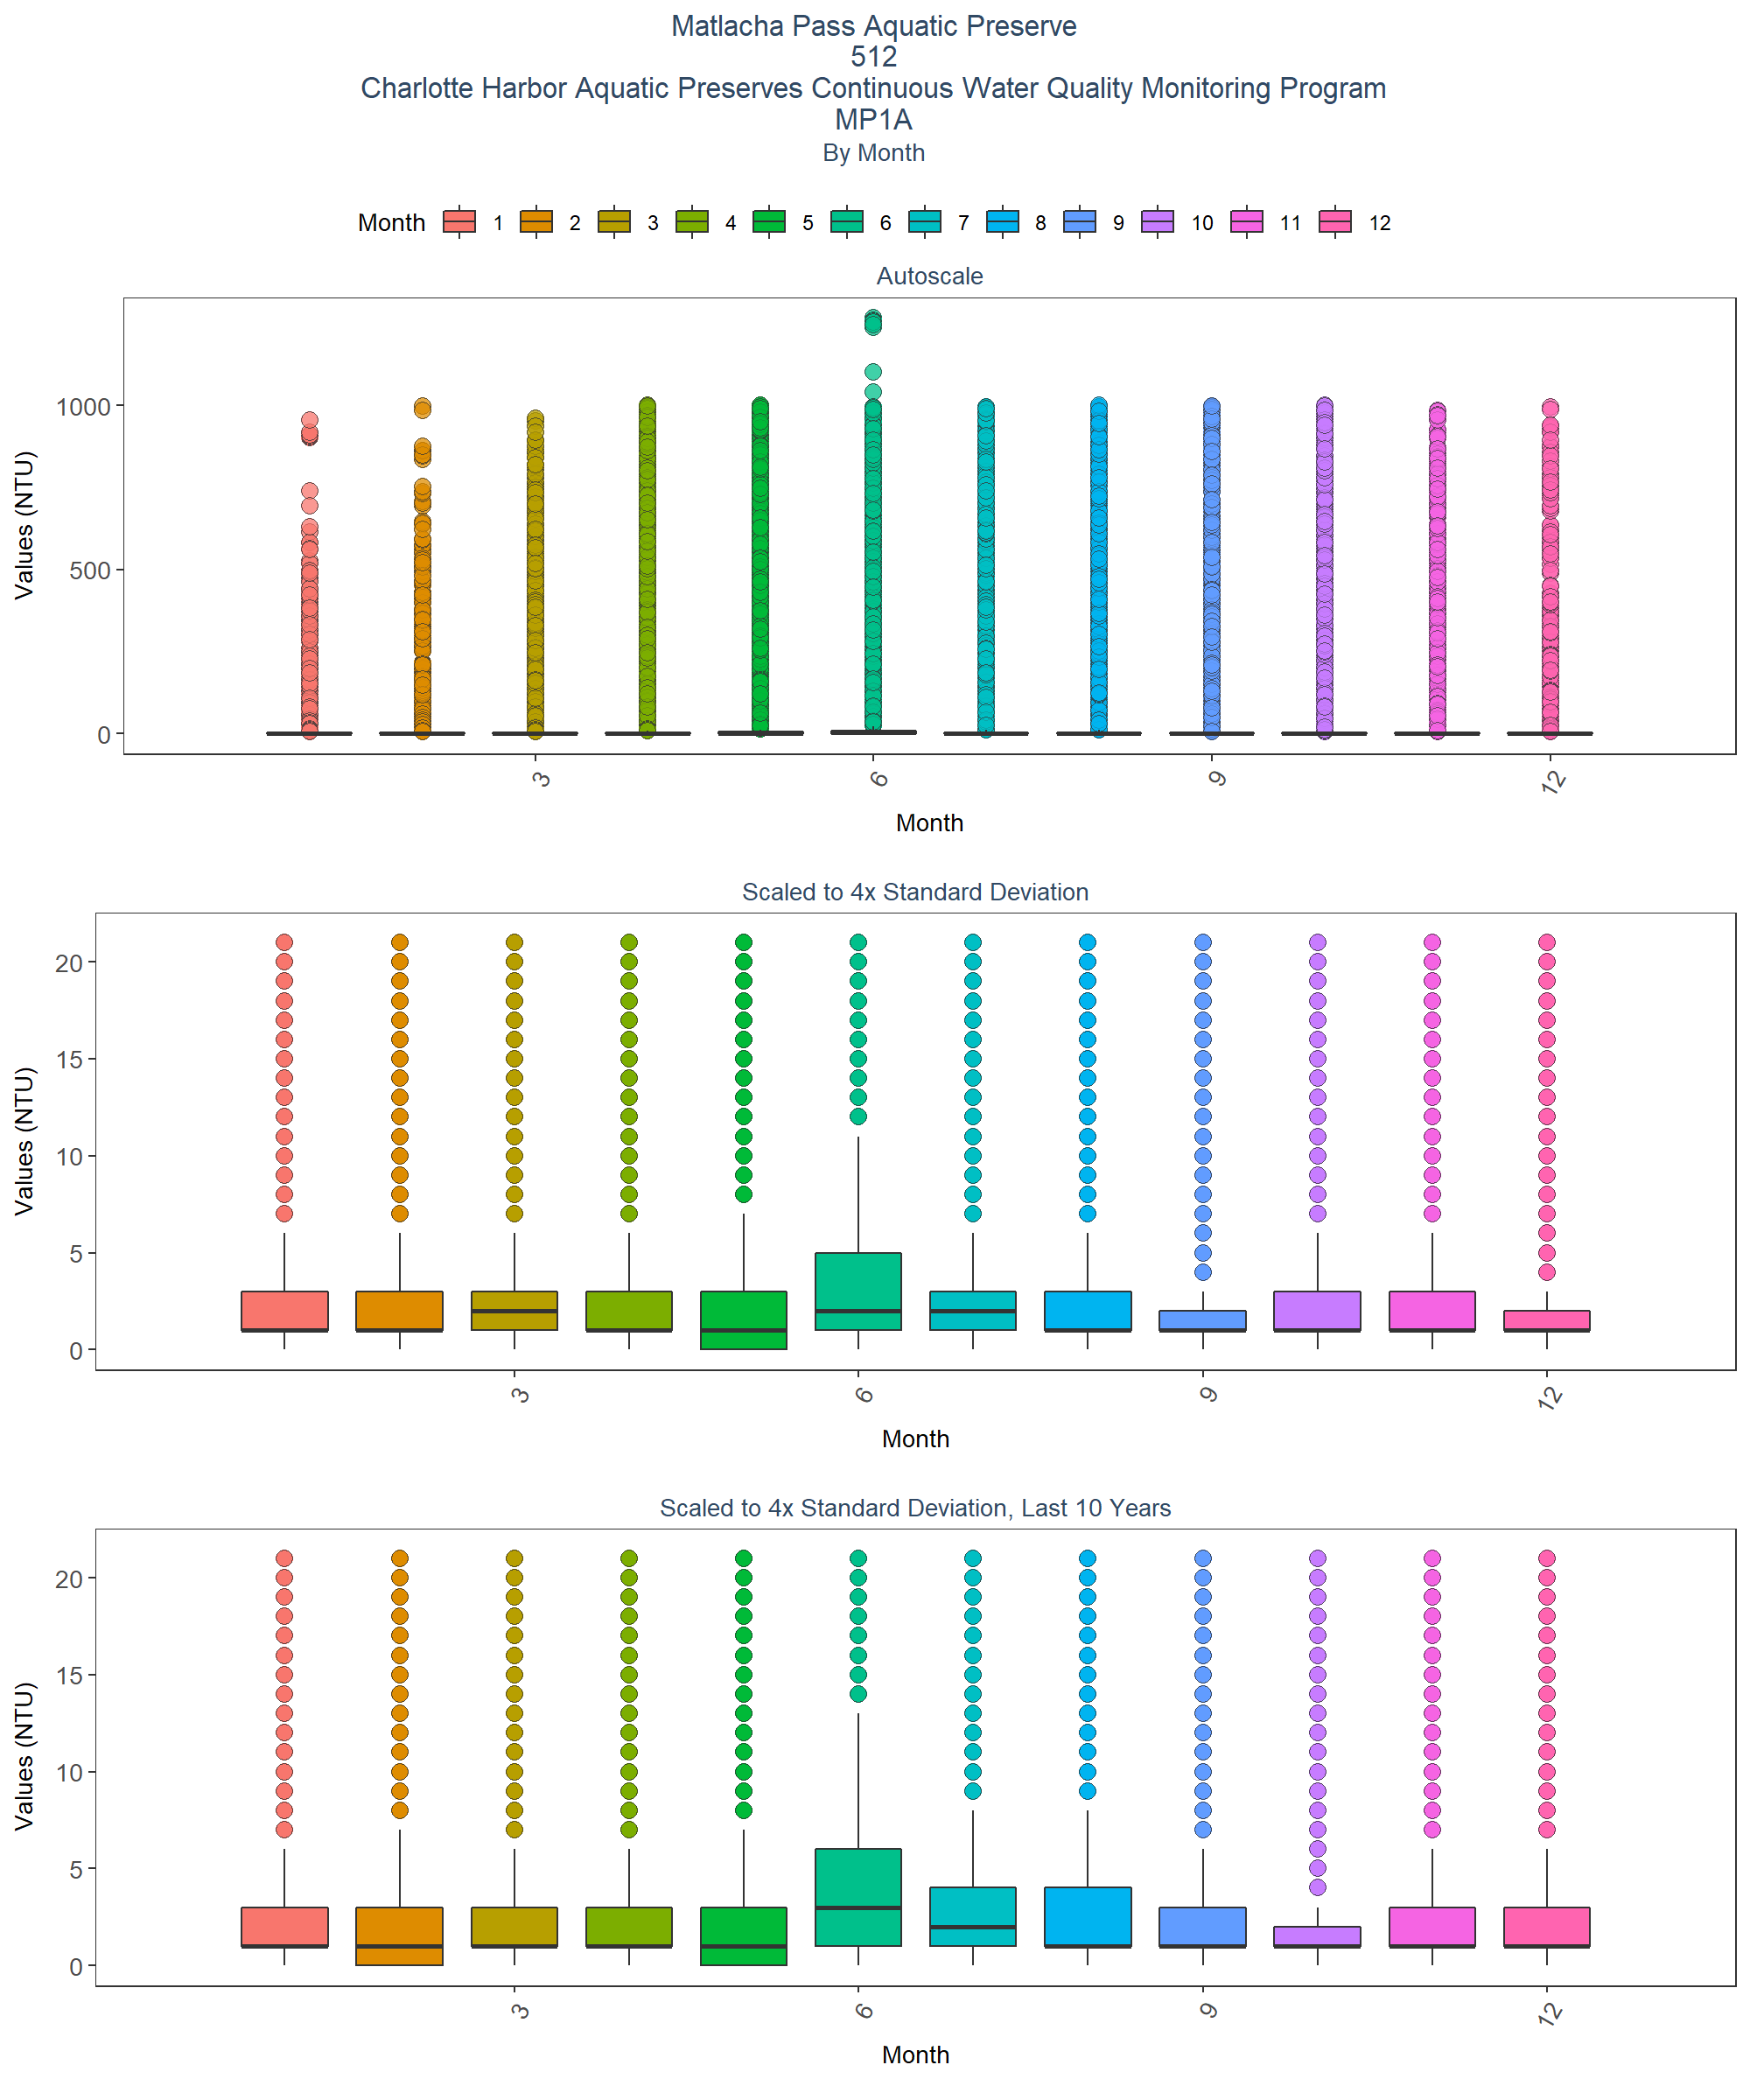 Matlacha Pass Aquatic Preserve
512
Charlotte Harbor Aquatic Preserves Continuous Water Quality Monitoring Program
MP1A
By Month
Month 1 2 3 4 5 6 7 8 9 10 11 12
Autoscale
Values (NTU)
1000
500
0
3 6 9 12
Month
Scaled to 4x Standard Deviation
Values (NTU)
20
15
10
5
0
3 6 9 12
Month
Scaled to 4x Standard Deviation, Last 10 Years
Values (NTU)
20
15
10
5
0
3 6 9 12
Month